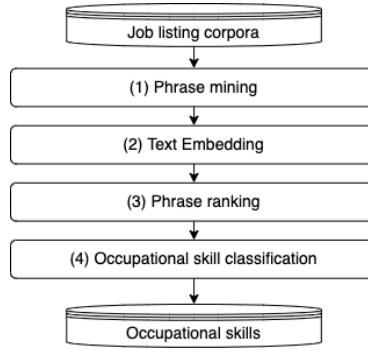 Job listing corpora
(1) Phrase mining
(2) Text Embedding
(3) Phrase ranking
(4) Occupational skill classification
Occupational skills